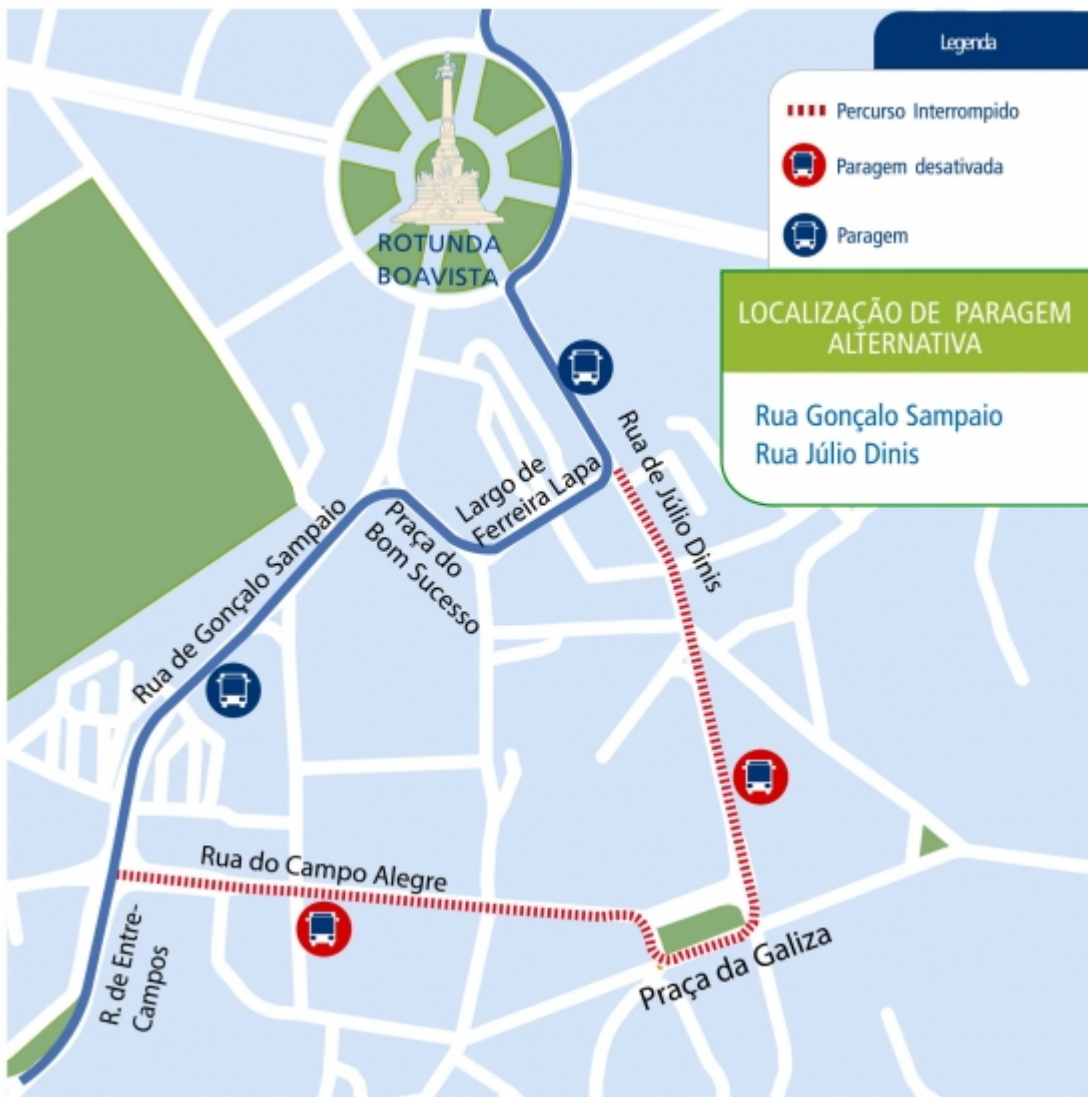 Legenda
Percurso Interrompido
Paragem desativada
Paragem
LOCALIZAÇÃO DE PARAGEM
ALTERNATIVA
Rua Gonçalo Sampaio
Rua Júlio Dinis
ROTUNDA
BOAVISTA
Rua de Júlio Dinis
Largo de
Ferreira Lapa
Praça do
Bom Sucesso
Rua de Gonçalo Sampaio
Rua do Campo Alegre
R. de Entre-
Campos
Praça da Galiza